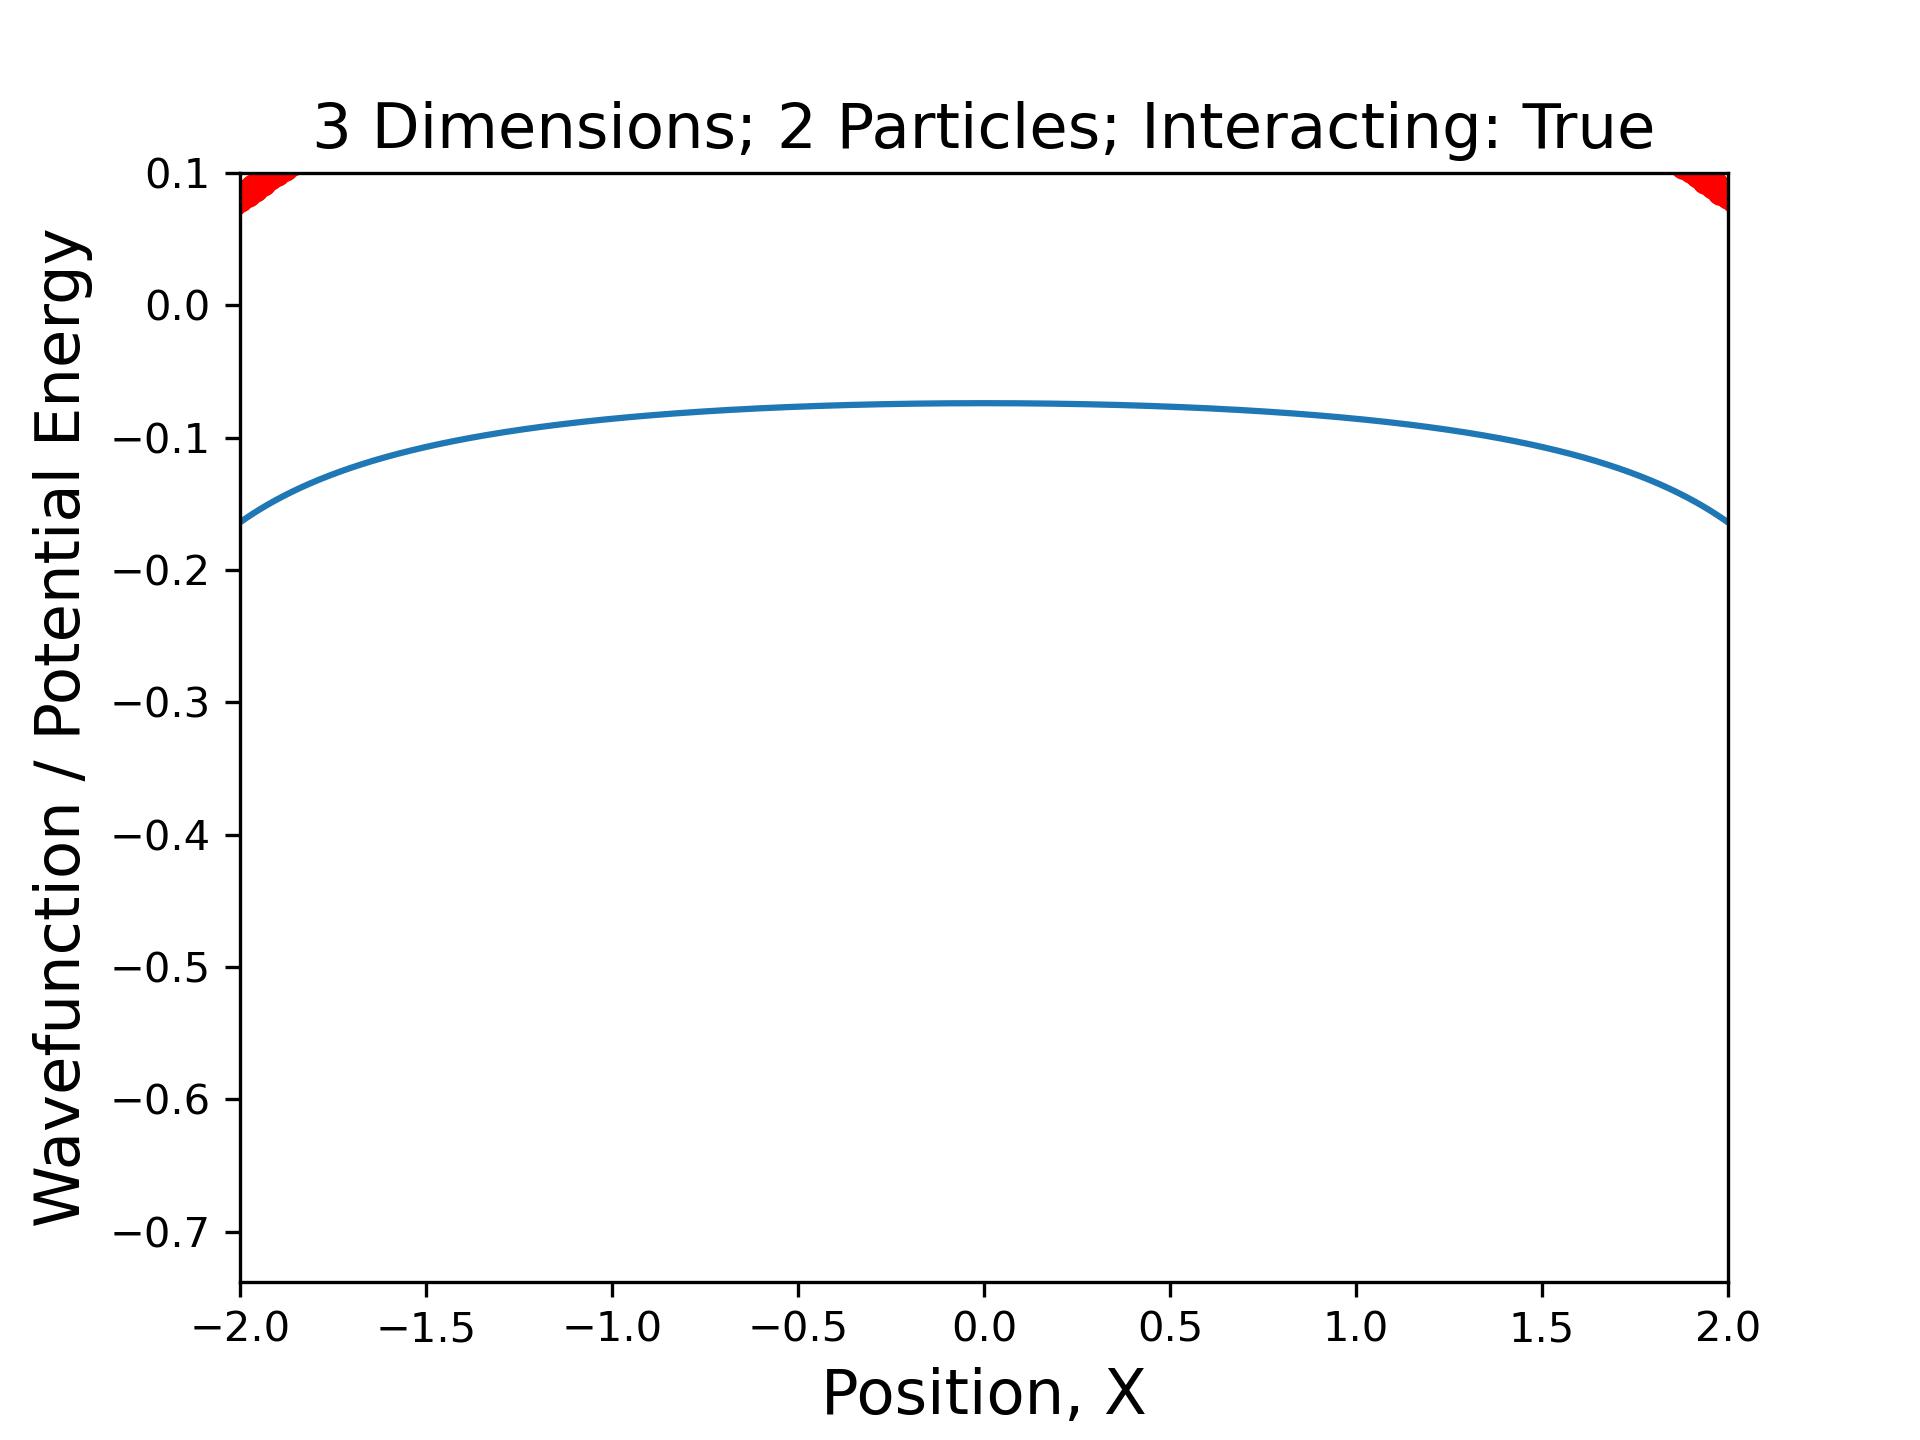 3 Dimensions; 2 Particles; Interacting: True
Wavefunction / Potential Energy
0.1
0.0
−0.1
−0.2
−0.3
−0.4
−0.5
−0.6
−0.7
−2.0 −1.5 −1.0 −0.5 0.0 0.5 1.0 1.5 2.0
Position, X